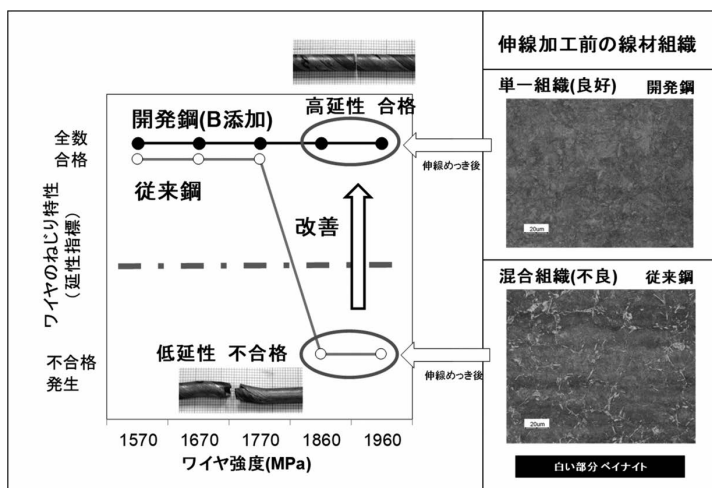 伸線加工前の線材組織
単一組織(良好) 開発鋼
20um
混合組織(不良) 従来鋼
20um
白い部分 ベイナイト
開発鋼(B添加)
高延性 合格
従来鋼
改善
低延性 不合格
伸線めっき後
伸線めっき後
全数
合格
不合格
発生
ワイヤのねじり特性
(延性指標)
1570 1670 1770 1860 1960
ワイヤ強度(MPa)